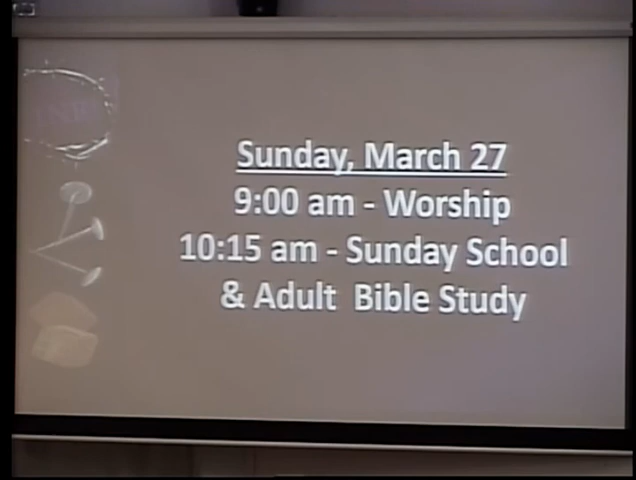 Sunday, March 27
9:00 am - Worship
10:15 am - Sunday School
& Adult Bible Study